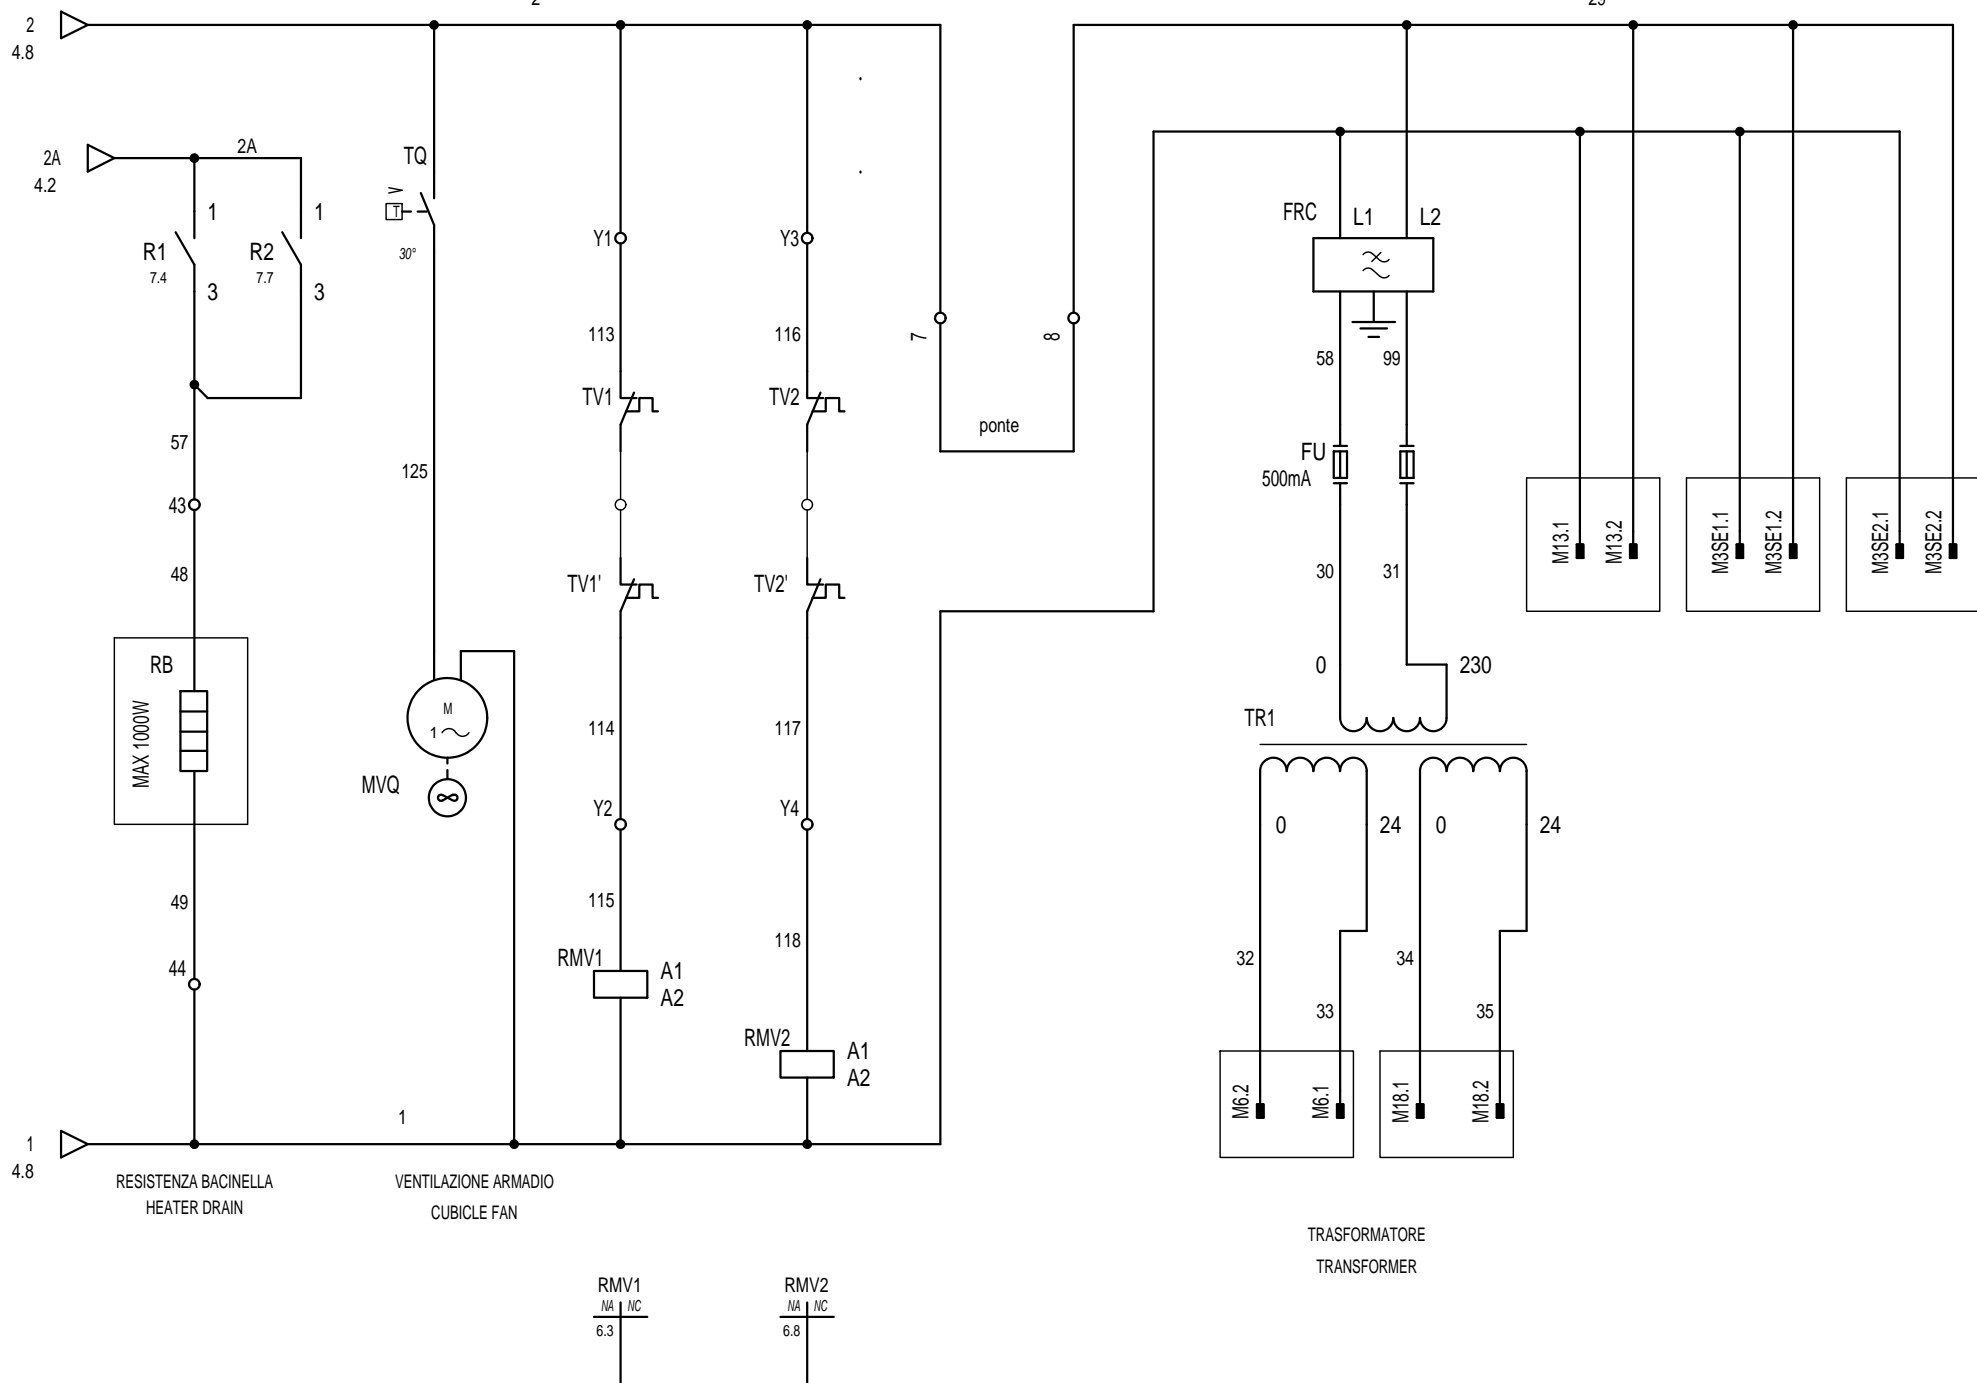 2
29
2
4.8
2A
4.2
2A
TQ
V
T
30°
1
1
R1
7.4
R2
7.7
3
3
Y1
Y3
FRC
L1
L2
113
116
7
8
58
99
TV1
TV2
ponte
57
125
FU
500mA
43
M13.1
M13.2
M3SE1.1
M3SE1.2
M3SE2.1
M3SE2.2
48
TV1'
TV2'
30
31
RB
MAX 1000W
0
230
M
1
MVQ
114
117
TR1
Y2
Y4
0
24
0
24
49
115
118
44
RMV1
A1
A2
32
34
33
35
RMV2
A1
A2
M6.2
M6.1
M18.1
M18.2
1
1
4.8
RESISTENZA BACINELLA
HEATER DRAIN
VENTILAZIONE ARMADIO
CUBICLE FAN
TRASFORMATORE
TRANSFORMER
RMV1
NA NC
6.3
RMV2
NA NC
6.8